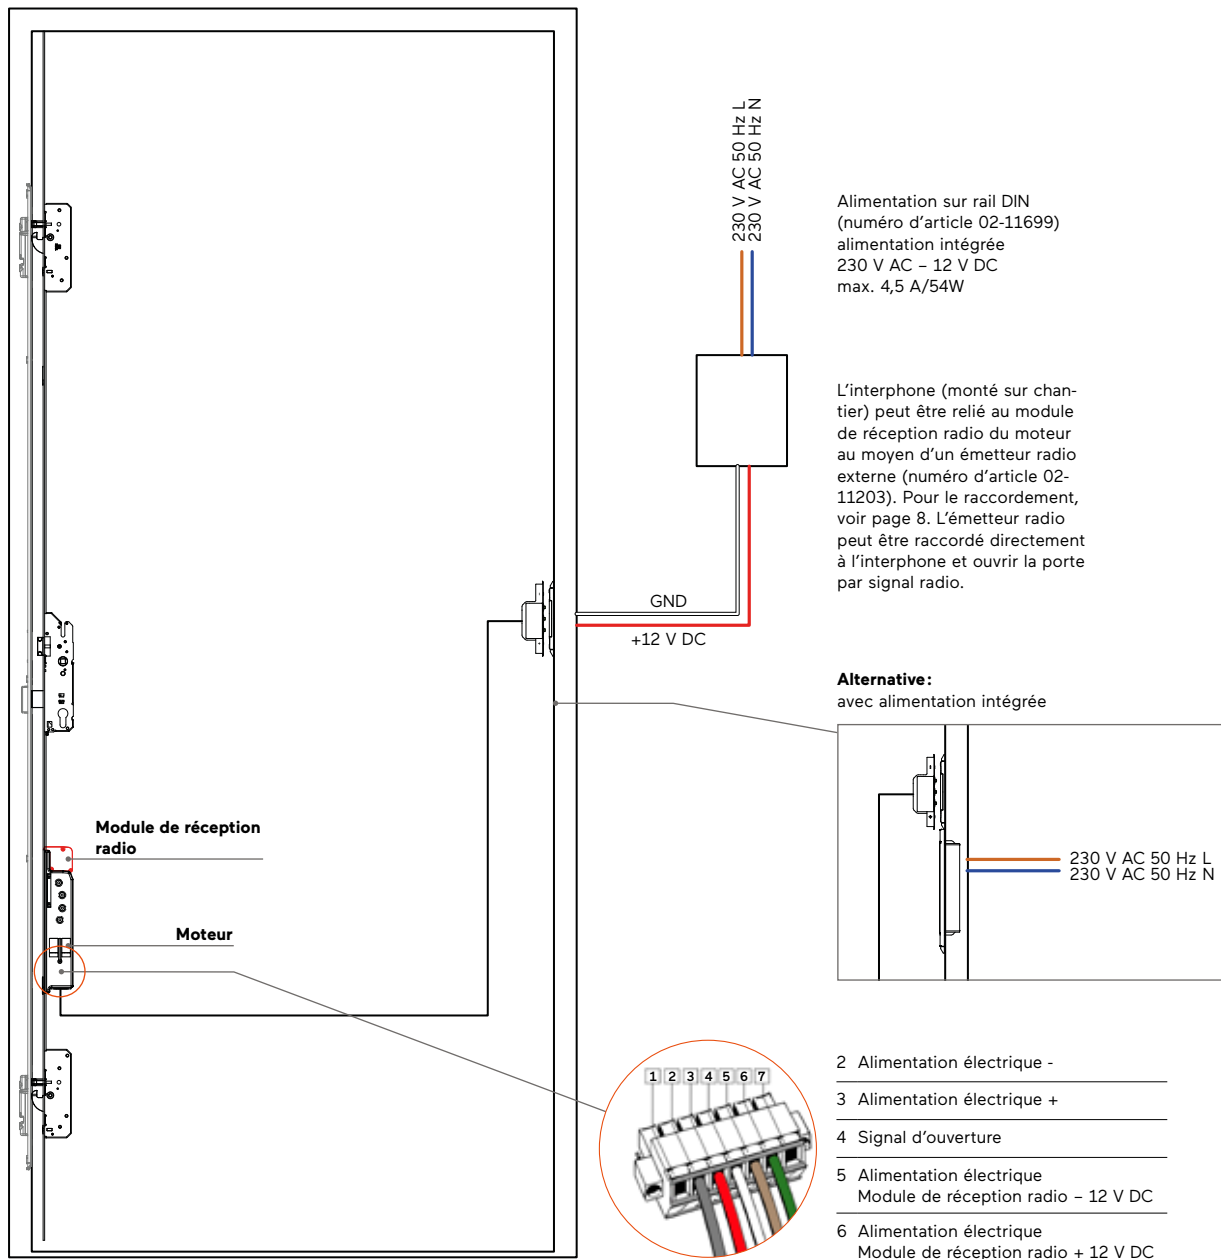 230 V AC 50 Hz L
230 V AC 50 Hz N
Alimentation sur rail DIN
(numéro d'article 02-11699)
alimentation intégrée
230 V AC – 12 V DC
max. 4,5 A/54W
L'interphone (monté sur chan-
tier) peut être relié au module
de réception radio du moteur
au moyen d'un émetteur radio
externe (numéro d'article 02-
11203). Pour le raccordement,
voir page 8. L'émetteur radio
peut être raccordé directement
à l'interphone et ouvrir la porte
par signal radio.
GND
+12 V DC
Alternative:
avec alimentation intégrée
230 V AC 50 Hz L
230 V AC 50 Hz N
Module de réception
radio
Moteur
1 2 3 4 5 6 7
2 Alimentation électrique -
3 Alimentation électrique +
4 Signal d'ouverture
5 Alimentation électrique
Module de réception radio – 12 V DC
6 Alimentation électrique
Module de réception radio + 12 V DC